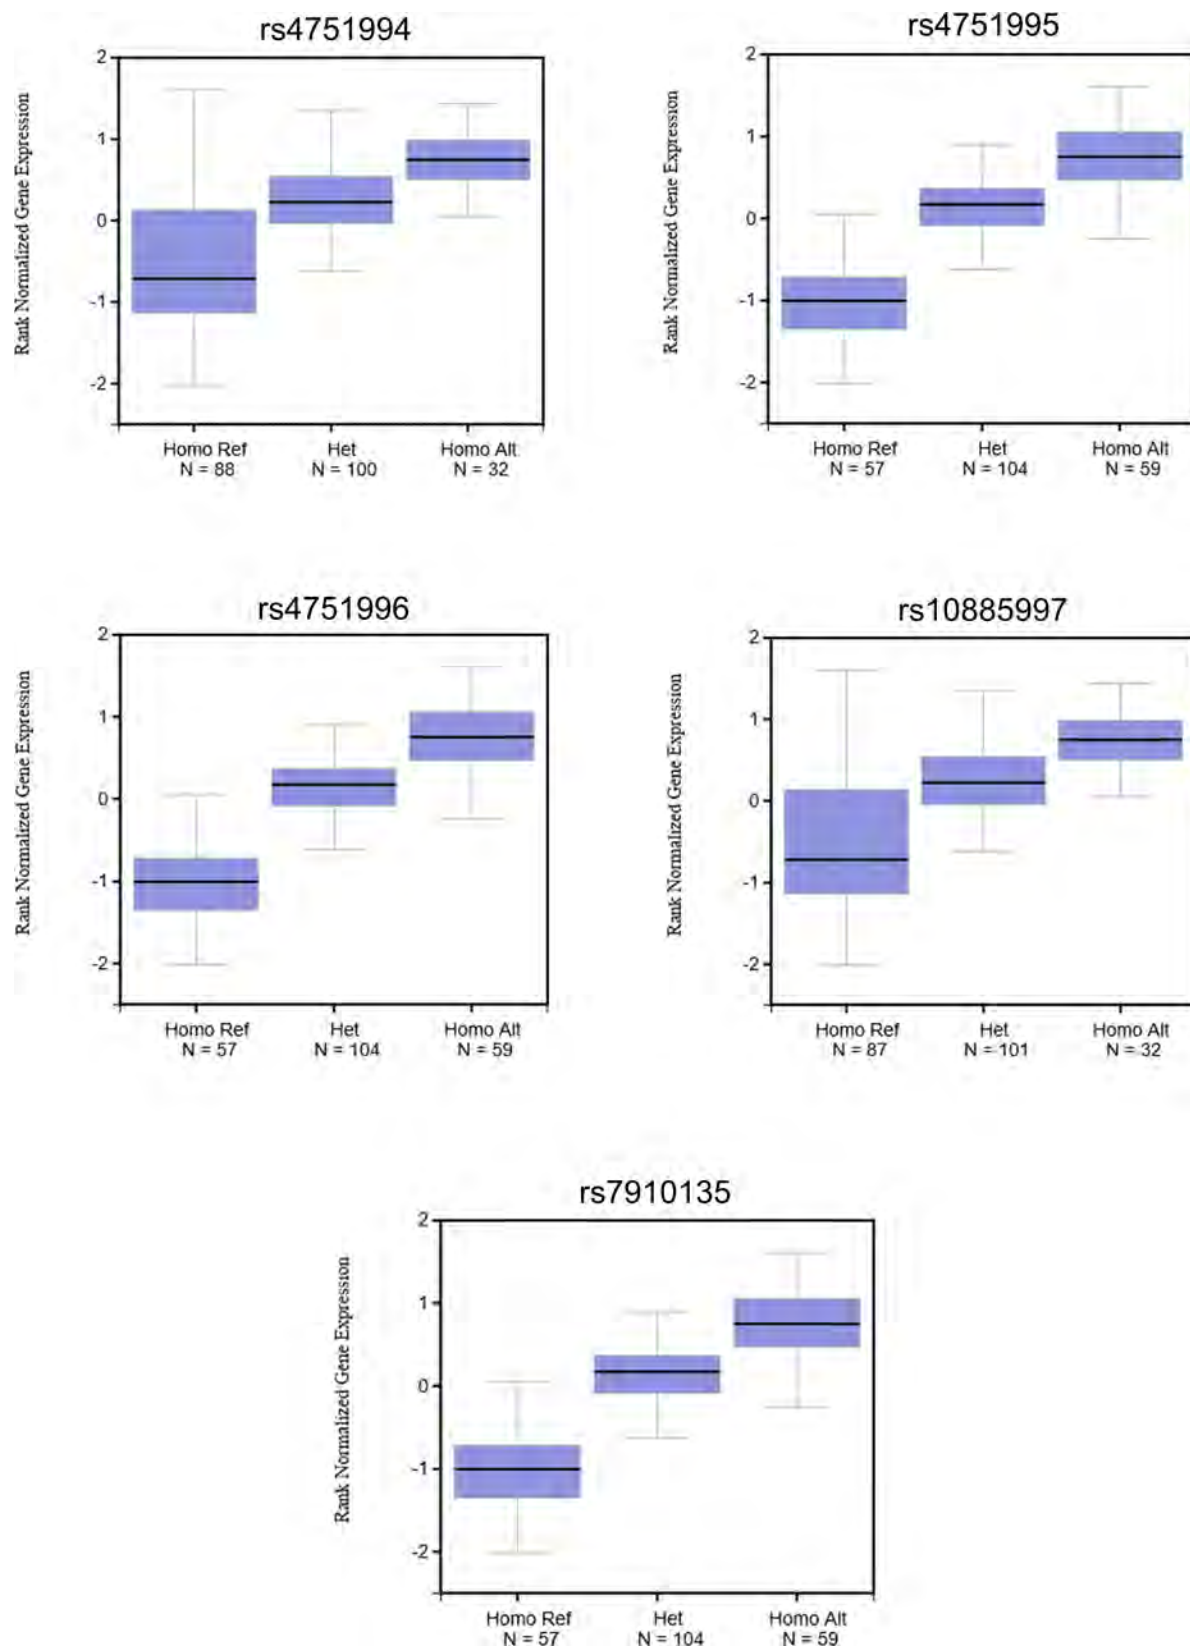 rs4751994
Rank Normalized Gene Expression
2
1
0
-1
-2
Homo Ref Het Homo Alt
N = 88 N = 100 N = 32
rs4751995
Rank Normalized Gene Expression
2
1
0
-1
-2
Homo Ref Het Homo Alt
N = 57 N = 104 N = 59
rs4751996
Rank Normalized Gene Expression
2
1
0
-1
-2
Homo Ref Het Homo Alt
N = 57 N = 104 N = 59
rs10885997
Rank Normalized Gene Expression
2
1
0
-1
-2
Homo Ref Het Homo Alt
N = 87 N = 101 N = 32
rs7910135
Rank Normalized Gene Expression
2
1
0
-1
-2
Homo Ref Het Homo Alt
N = 57 N = 104 N = 59